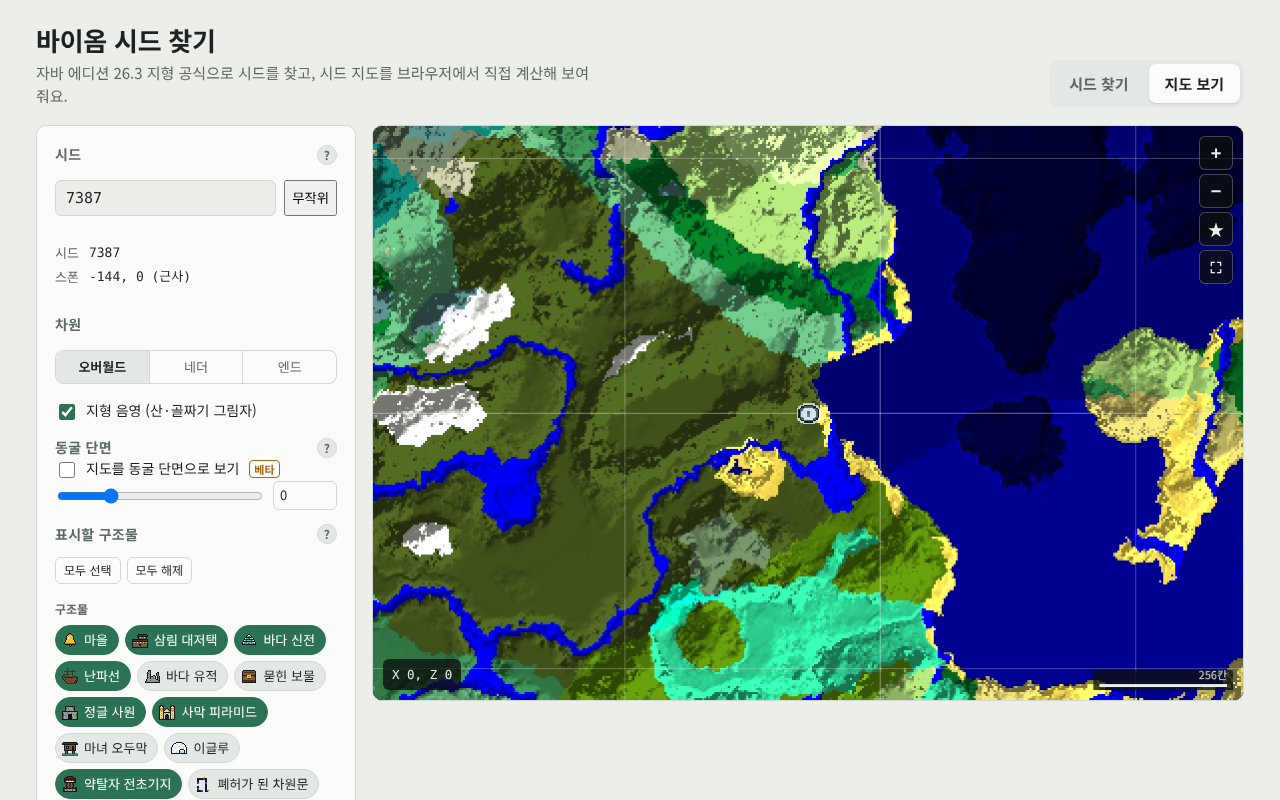 바이옴 시드 찾기
자바 에디션 26.3 지형 공식으로 시드를 찾고, 시드 지도를 브라우저에서 직접 계산해 보여
줘요.
시드 찾기
지도 보기
시드
?
7387
무작위
시드 7387
스폰 -144, 0 (근사)
차원
오버월드
네더
엔드
지형 음영 (산·골짜기 그림자)
동굴 단면
?
지도를 동굴 단면으로 보기 베타
0
표시할 구조물
?
모두 선택
모두 해제
구조물
마을
삼림 대저택
바다 신전
난파선
바다 유적
묻힌 보물
정글 사원
사막 피라미드
마녀 오두막
이글루
약탈자 전초기지
폐허가 된 차원문
+
−
★
X 0, Z 0
256칸